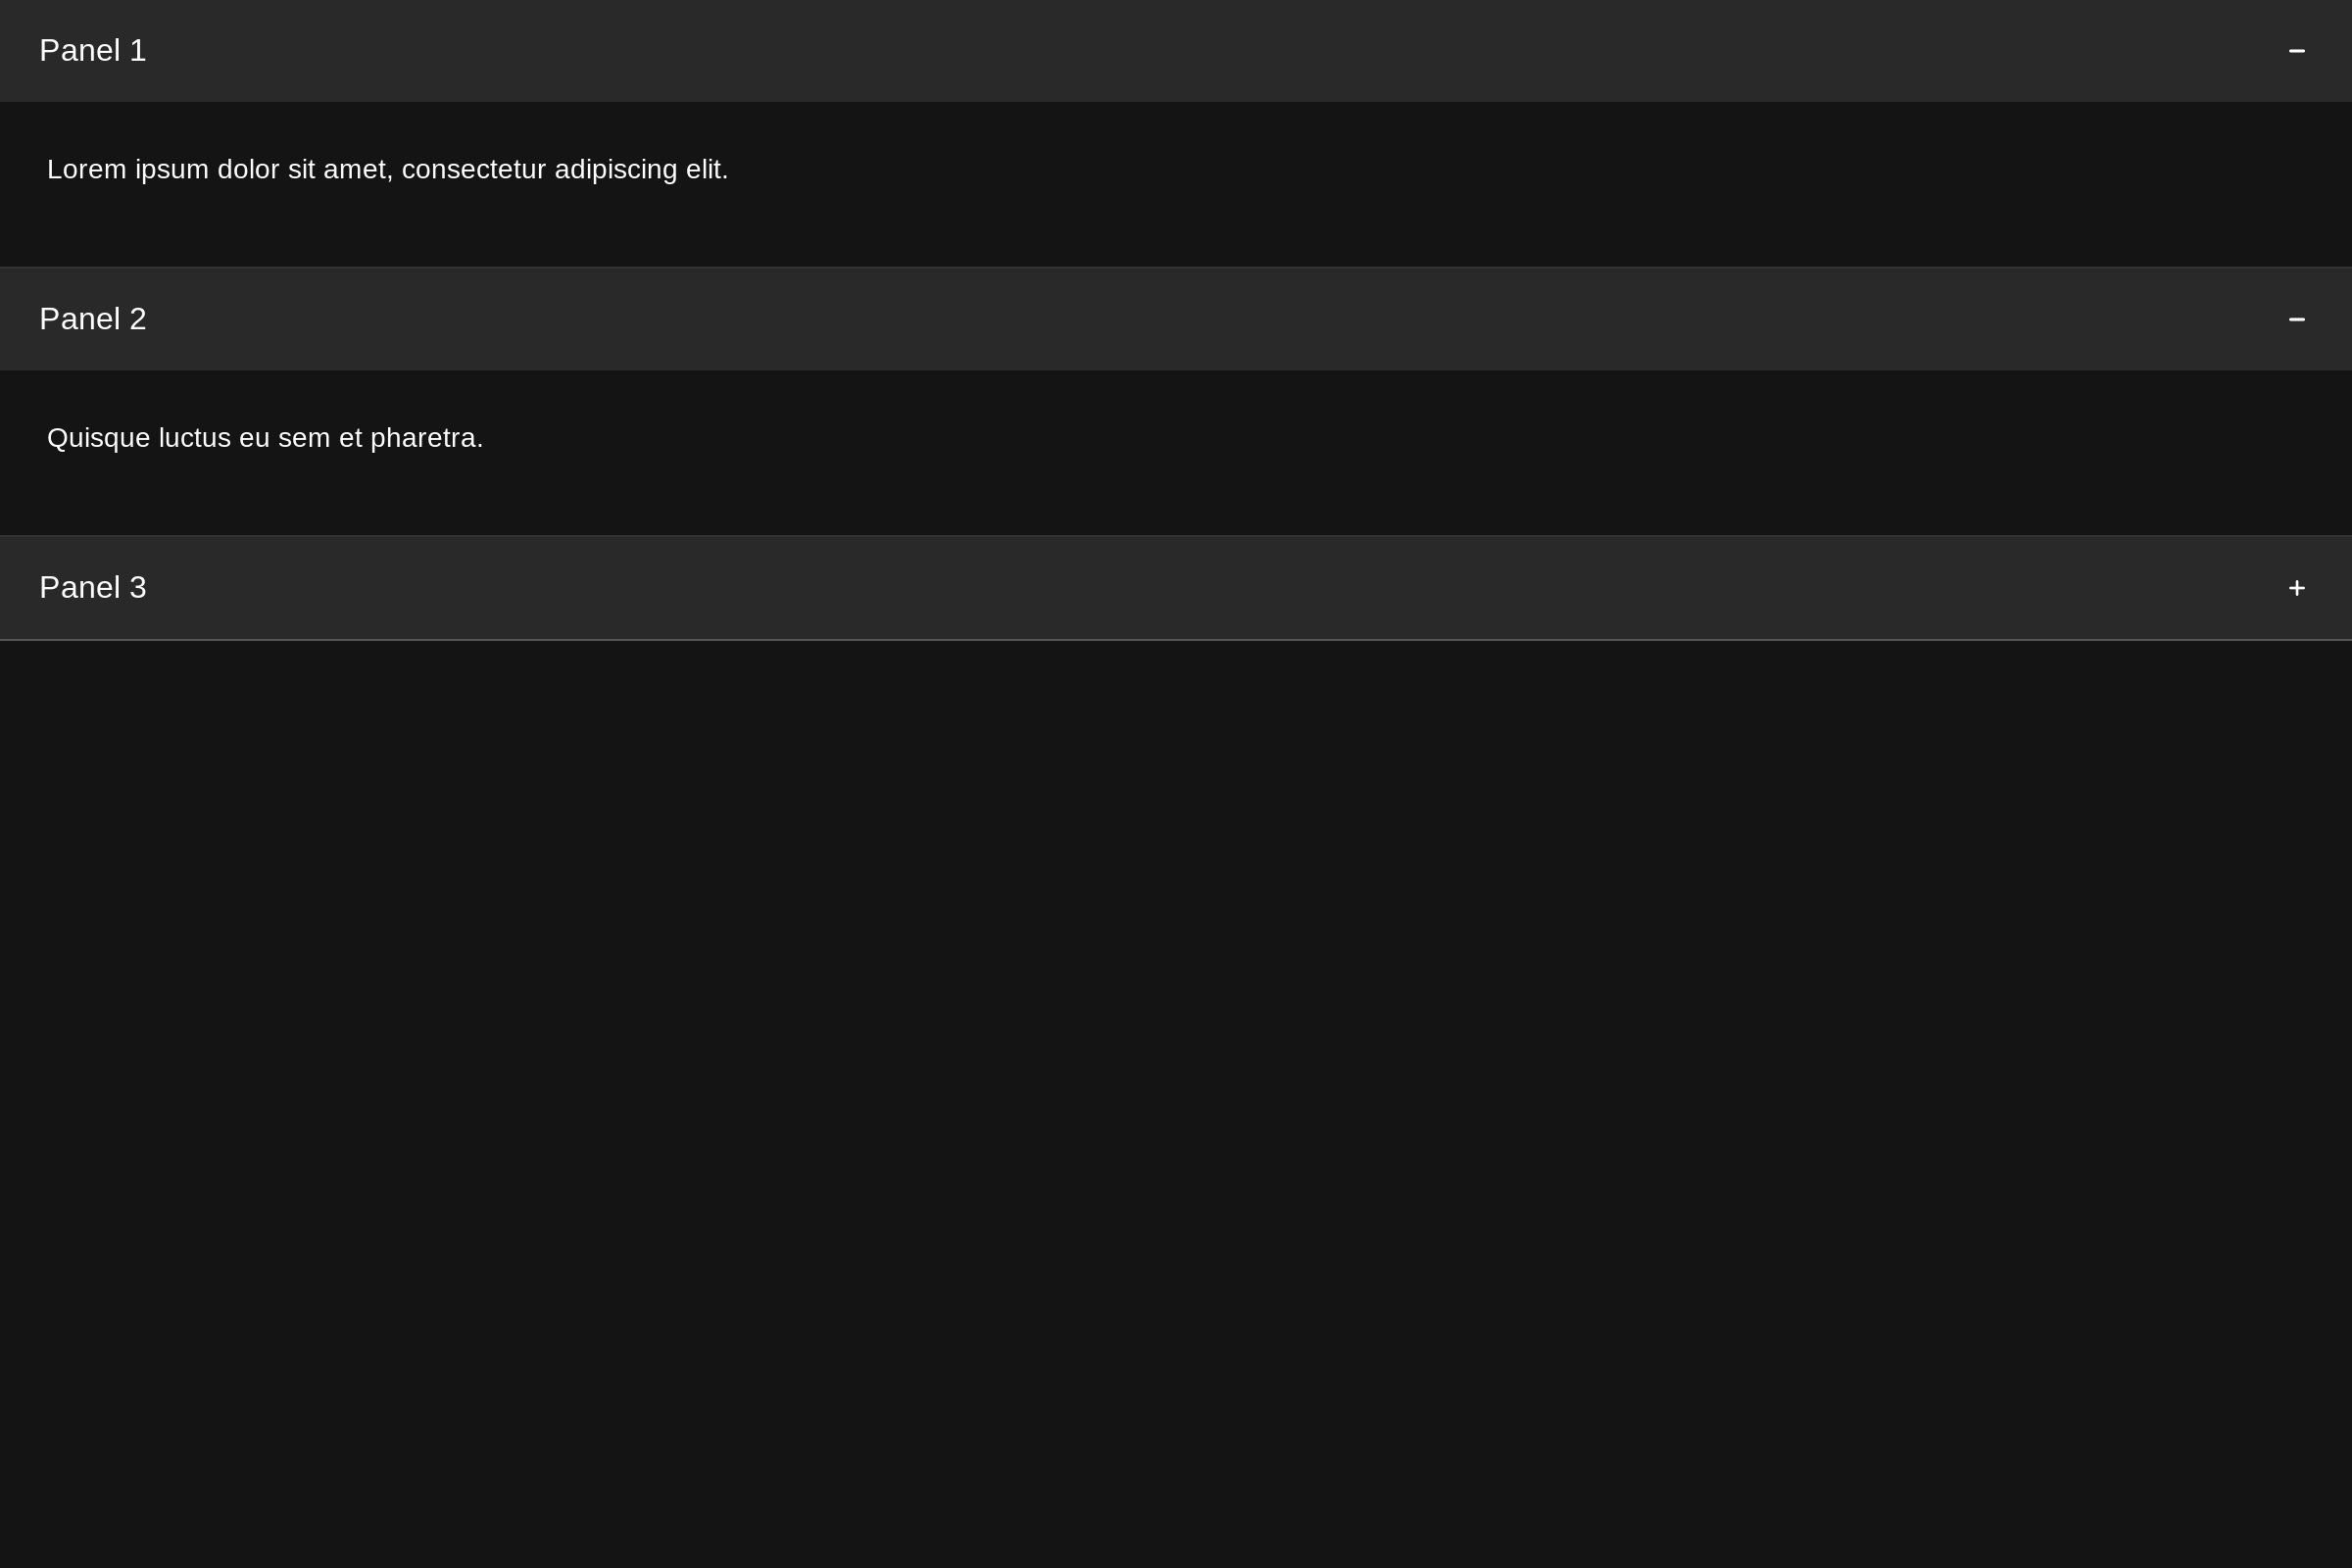 Panel 1
Lorem ipsum dolor sit amet, consectetur adipiscing elit.
Panel 2
Quisque luctus eu sem et pharetra.
Panel 3